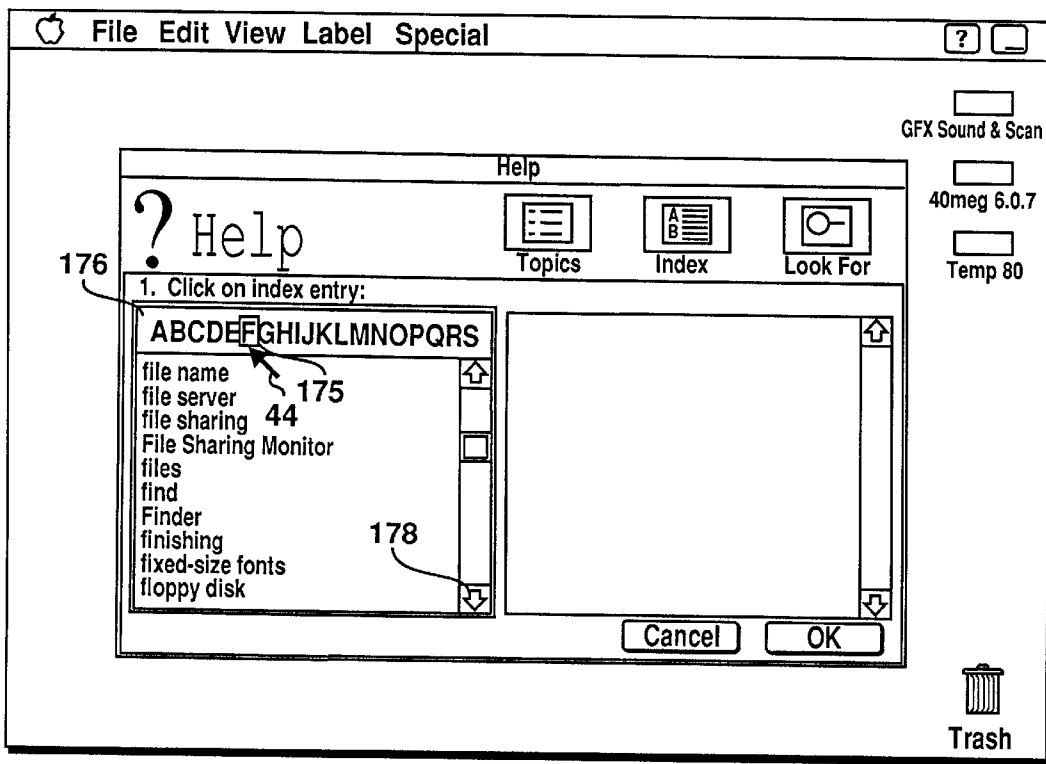 File Edit View Label Special ? _
GFX Sound & Scan
40meg 6.0.7
Temp 80
Help
? Help
A
B
Topics Index Look For
176
1. Click on index entry:
ABCDEFGHIJKLMNOPQRS
file name
file server
file sharing
File Sharing Monitor
files
find
Finder
finishing
fixed-size fonts
floppy disk
175
44
178
Cancel OK
Trash